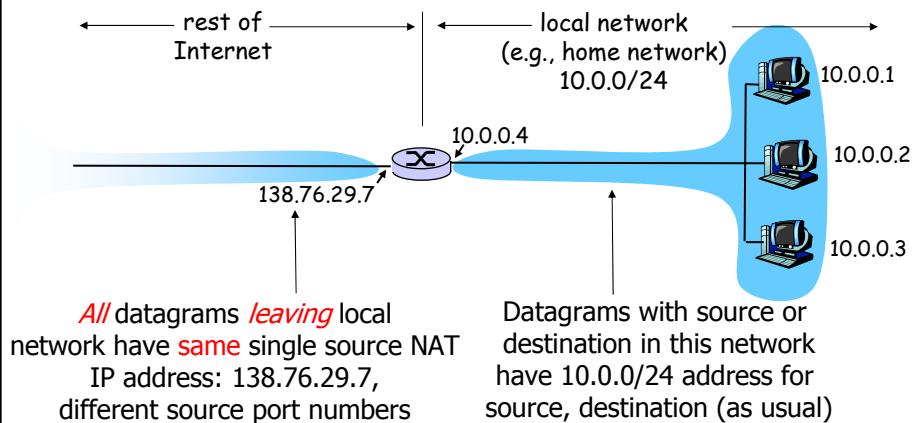 rest of
Internet
local network
(e.g., home network)
10.0.0/24
10.0.0.1
10.0.0.4
10.0.0.2
138.76.29.7
10.0.0.3
All datagrams leaving local
network have same single source NAT
IP address: 138.76.29.7,
different source port numbers
Datagrams with source or
destination in this network
have 10.0.0/24 address for
source, destination (as usual)